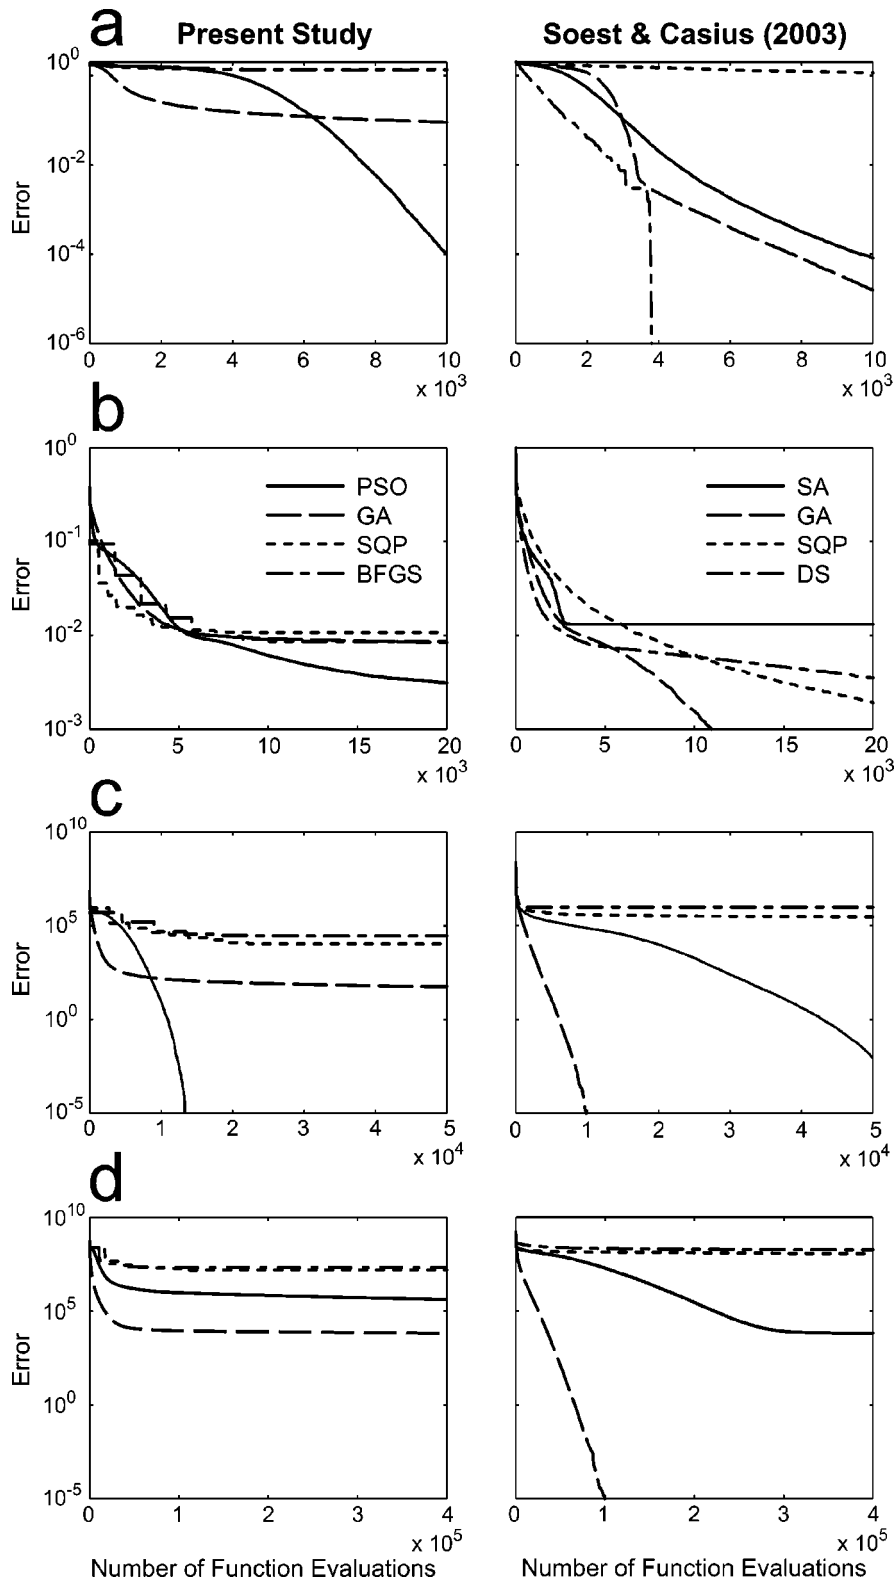 a
Present Study
Soest & Casius (2003)
Error
10^0
10^-2
10^-4
10^-6
0 2 4 6 8 10
x 10^3
0 2 4 6 8 10
x 10^3
b
Error
10^0
10^-1
10^-2
10^-3
PSO
GA
SQP
BFGS
0 5 10 15 20
x 10^3
SA
GA
SQP
DS
0 5 10 15 20
x 10^3
c
Error
10^10
10^5
10^0
10^-5
0 1 2 3 4 5
x 10^4
0 1 2 3 4 5
x 10^4
d
Error
10^10
10^5
10^0
10^-5
0 1 2 3 4
x 10^5
0 1 2 3 4
x 10^5
Number of Function Evaluations
Number of Function Evaluations